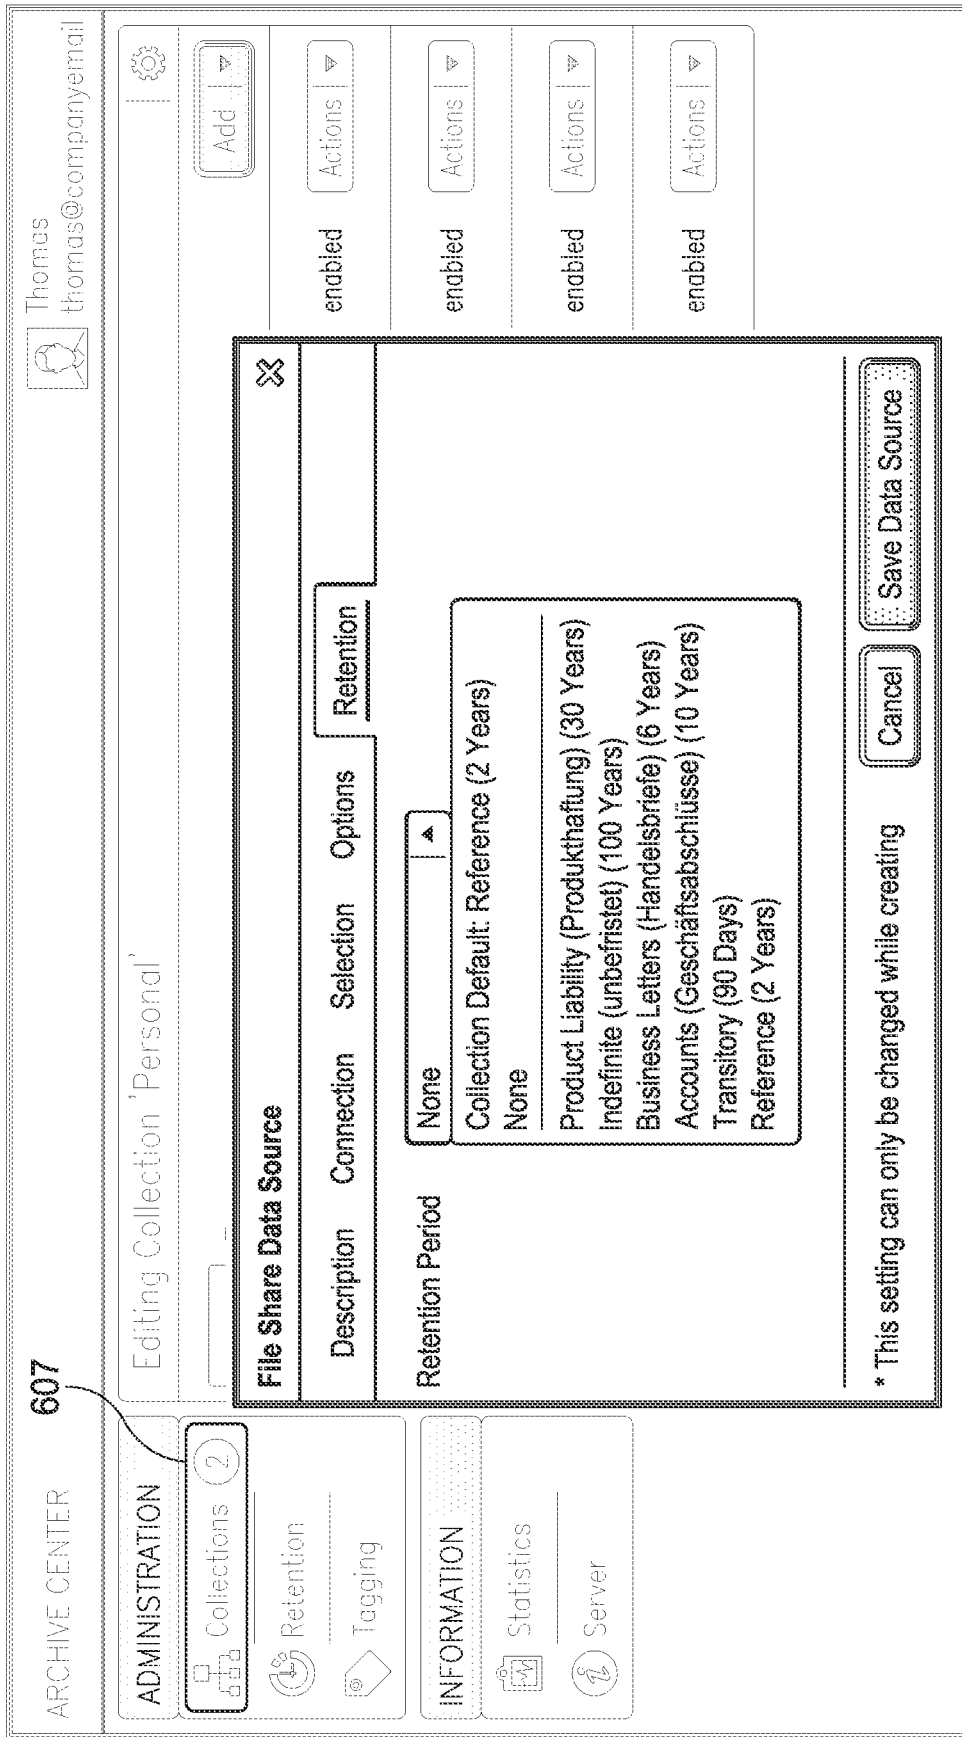 ARCHIVE CENTER
607
Thomas
thomas@companyemail
ADMINISTRATION
Collections 2
Retention
Tagging
INFORMATION
Statistics
Server
Editing Collection 'Personal'
Add
enabled Actions
enabled Actions
enabled Actions
enabled Actions
File Share Data Source
Description Connection Selection Options Retention
Retention Period None
Collection Default: Reference (2 Years)
None
Product Liability (Produkthaftung) (30 Years)
Indefinite (unbefristet) (100 Years)
Business Letters (Handelsbriefe) (6 Years)
Accounts (Geschäftsabschlüsse) (10 Years)
Transitory (90 Days)
Reference (2 Years)
* This setting can only be changed while creating
Cancel Save Data Source